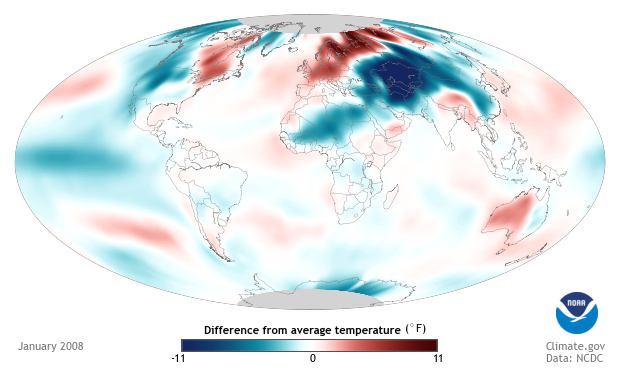 NOAA
Difference from average temperature (°F)
January 2008
-11 0 11
Climate.gov
Data: NCDC